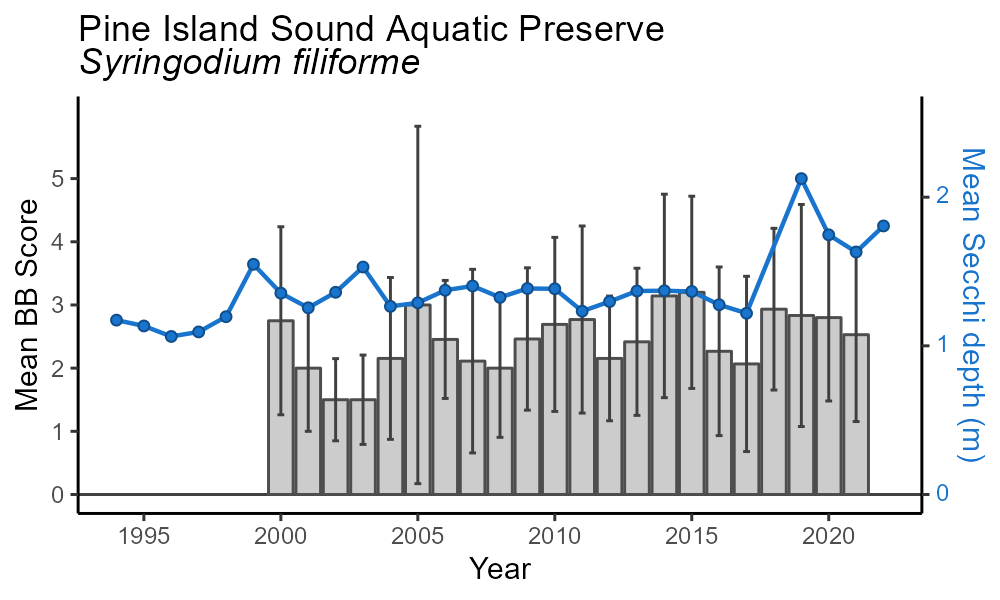 Pine Island Sound Aquatic Preserve
Syringodium filiforme
Mean BB Score
5
4
3
2
1
0
Mean Secchi depth (m)
2
1
0
1995 2000 2005 2010 2015 2020
Year